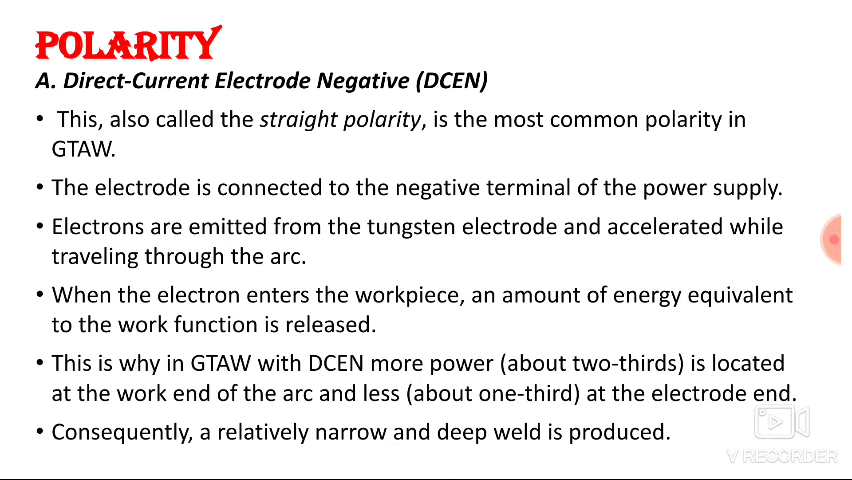 POLARITY
A. Direct-Current Electrode Negative (DCEN)
• This, also called the straight polarity, is the most common polarity in
GTAW.
• The electrode is connected to the negative terminal of the power supply.
• Electrons are emitted from the tungsten electrode and accelerated while
traveling through the arc.
• When the electron enters the workpiece, an amount of energy equivalent
to the work function is released.
• This is why in GTAW with DCEN more power (about two-thirds) is located
at the work end of the arc and less (about one-third) at the electrode end.
• Consequently, a relatively narrow and deep weld is produced.
V RECORDER